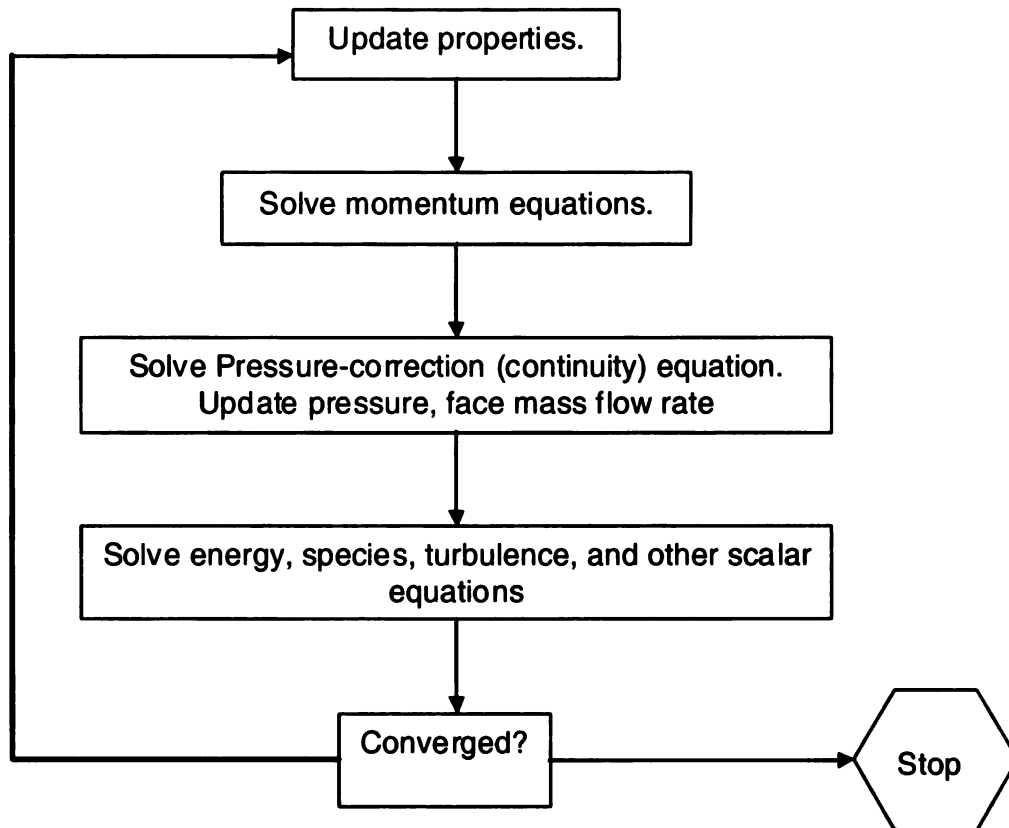 Update properties.
Solve momentum equations.
Solve Pressure-correction (continuity) equation.
Update pressure, face mass flow rate
Solve energy, species, turbulence, and other scalar
equations
Converged?
Stop